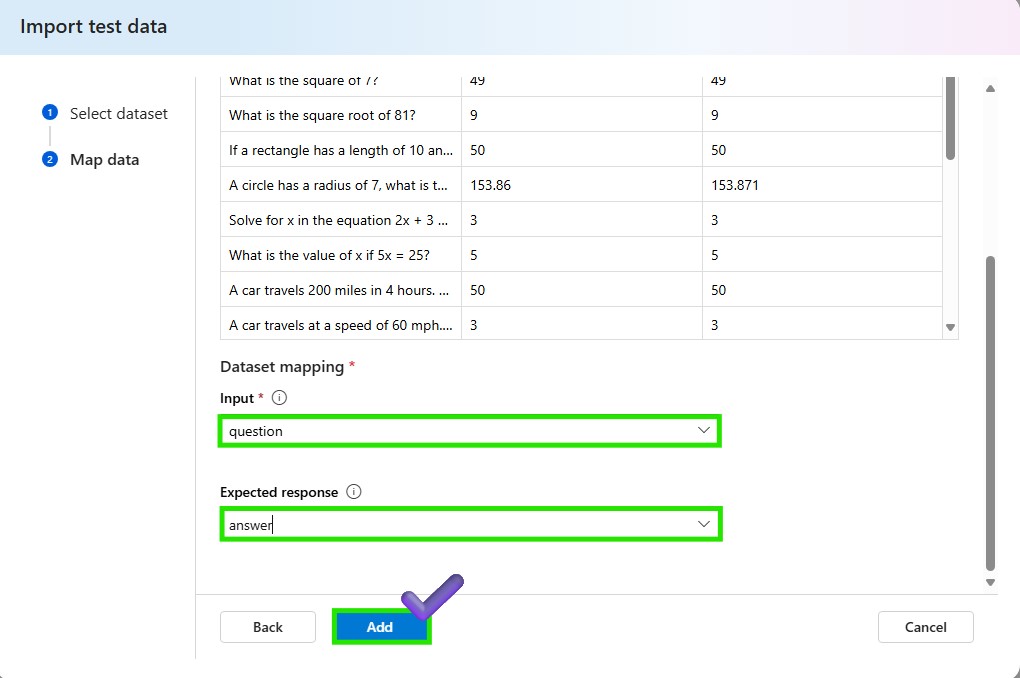 Import test data
1 Select dataset
2 Map data
What is the square of 7? 49 49
What is the square root of 81? 9 9
If a rectangle has a length of 10 an... 50 50
A circle has a radius of 7, what is t... 153.86 153.871
Solve for x in the equation 2x + 3 ... 3 3
What is the value of x if 5x = 25? 5 5
A car travels 200 miles in 4 hours. ... 50 50
A car travels at a speed of 60 mph.... 3 3
Dataset mapping *
Input *
question
Expected response
answer
Back Add Cancel